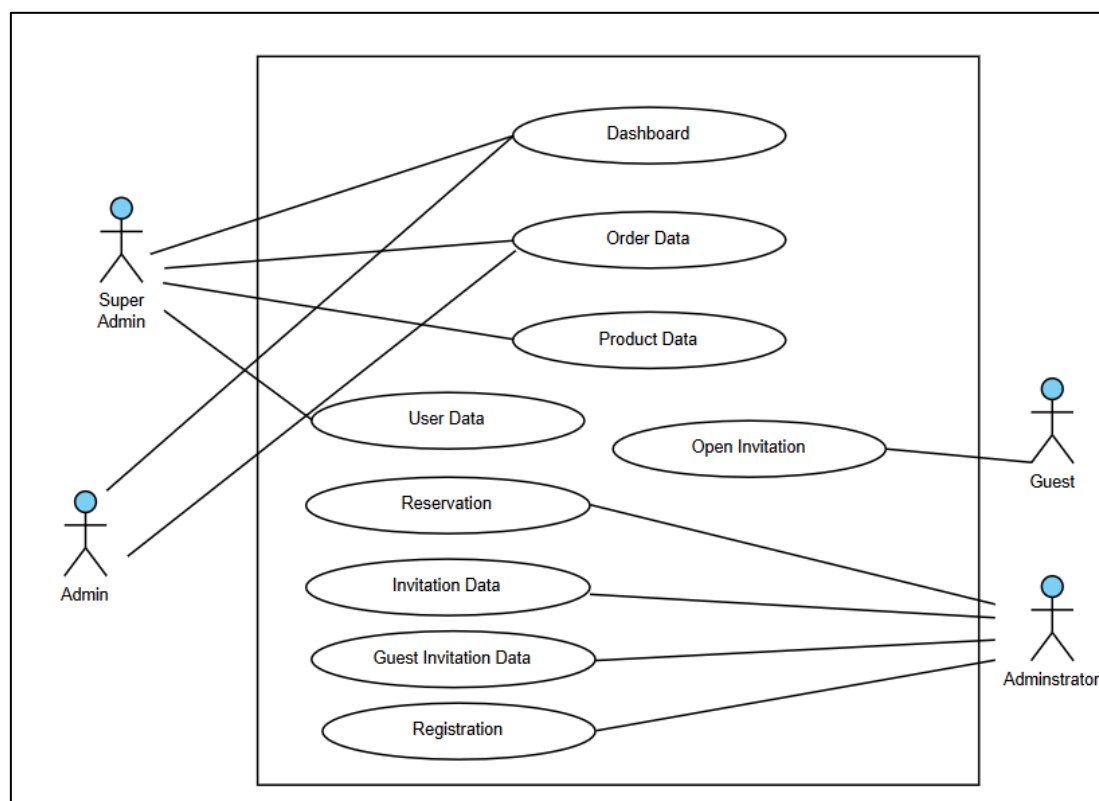 Dashboard
Order Data
Super
Admin
Product Data
User Data
Open Invitation
Guest
Reservation
Admin
Invitation Data
Guest Invitation Data
Adminstrator
Registration